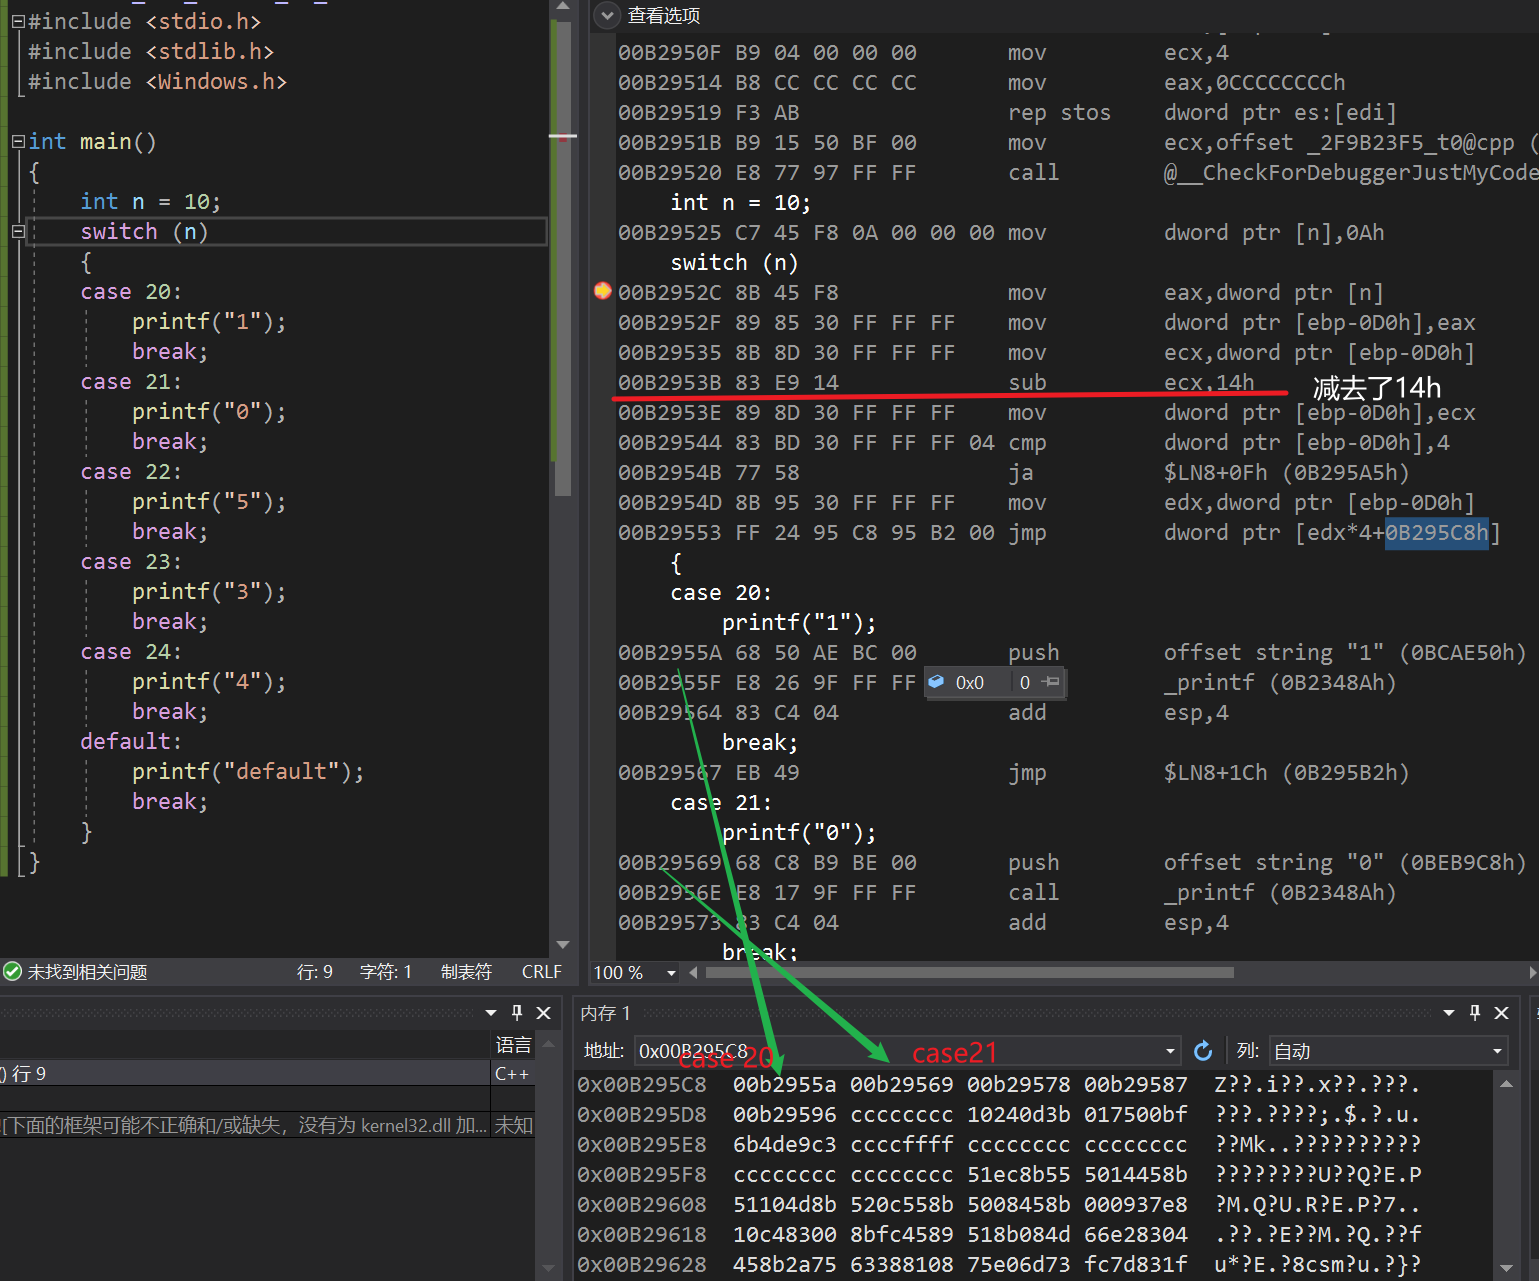 #include <stdio.h>
#include <stdlib.h>
#include <Windows.h>
int main()
{
int n = 10;
switch (n)
{
case 20:
printf("1");
break;
case 21:
printf("0");
break;
case 22:
printf("5");
break;
case 23:
printf("3");
break;
case 24:
printf("4");
break;
default:
printf("default");
break;
}
}
未找到相关问题 行: 9 字符: 1 制表符 CRLF
语言
() 行 9 C++
[下面的框架可能不正确和/或缺失，没有为 kernel32.dll 加... 未知
查看选项
00B2950F B9 04 00 00 00 mov ecx,4
00B29514 B8 CC CC CC CC mov eax,0CCCCCCCCh
00B29519 F3 AB rep stos dword ptr es:[edi]
00B2951B B9 15 50 BF 00 mov ecx,offset _2F9B23F5_t0@cpp (
00B29520 E8 77 97 FF FF call @__CheckForDebuggerJustMyCode
int n = 10;
00B29525 C7 45 F8 0A 00 00 00 mov dword ptr [n],0Ah
switch (n)
00B2952C 8B 45 F8 mov eax,dword ptr [n]
00B2952F 89 85 30 FF FF FF mov dword ptr [ebp-0D0h],eax
00B29535 8B 8D 30 FF FF FF mov ecx,dword ptr [ebp-0D0h]
00B2953B 83 E9 14 sub ecx,14h 减去了14h
00B2953E 89 8D 30 FF FF FF mov dword ptr [ebp-0D0h],ecx
00B29544 83 BD 30 FF FF FF 04 cmp dword ptr [ebp-0D0h],4
00B2954B 77 58 ja $LN8+0Fh (0B295A5h)
00B2954D 8B 95 30 FF FF FF mov edx,dword ptr [ebp-0D0h]
00B29553 FF 24 95 C8 95 B2 00 jmp dword ptr [edx*4+0B295C8h]
{
case 20:
printf("1");
00B2955A 68 50 AE BC 00 push offset string "1" (0BCAE50h)
00B2955F E8 26 9F FF FF 0x0 0 _printf (0B2348Ah)
00B29564 83 C4 04 add esp,4
break;
00B29567 EB 49 jmp $LN8+1Ch (0B295B2h)
case 21:
printf("0");
00B29569 68 C8 B9 BE 00 push offset string "0" (0BEB9C8h)
00B2956E E8 17 9F FF FF call _printf (0B2348Ah)
00B29573 83 C4 04 add esp,4
break;
100 %
内存 1
地址: 0x00B295C8 列: 自动
case 20 case21
0x00B295C8 00b2955a 00b29569 00b29578 00b29587 Z??.i??.x??.???.
0x00B295D8 00b29596 cccccccc 10240d3b 017500bf ???.????;.$.?.u.
0x00B295E8 6b4de9c3 ccccffff cccccccc cccccccc ??Mk..??????????
0x00B295F8 cccccccc cccccccc 51ec8b55 5014458b ????????U??Q?E.P
0x00B29608 51104d8b 520c558b 5008458b 000937e8 ?M.Q?U.R?E.P?7..
0x00B29618 10c48300 8bfc4589 518b084d 66e28304 .??.?E??M.?Q.??f
0x00B29628 458b2a75 63388108 75e06d73 fc7d831f u*?E.?8csm?u.?}?